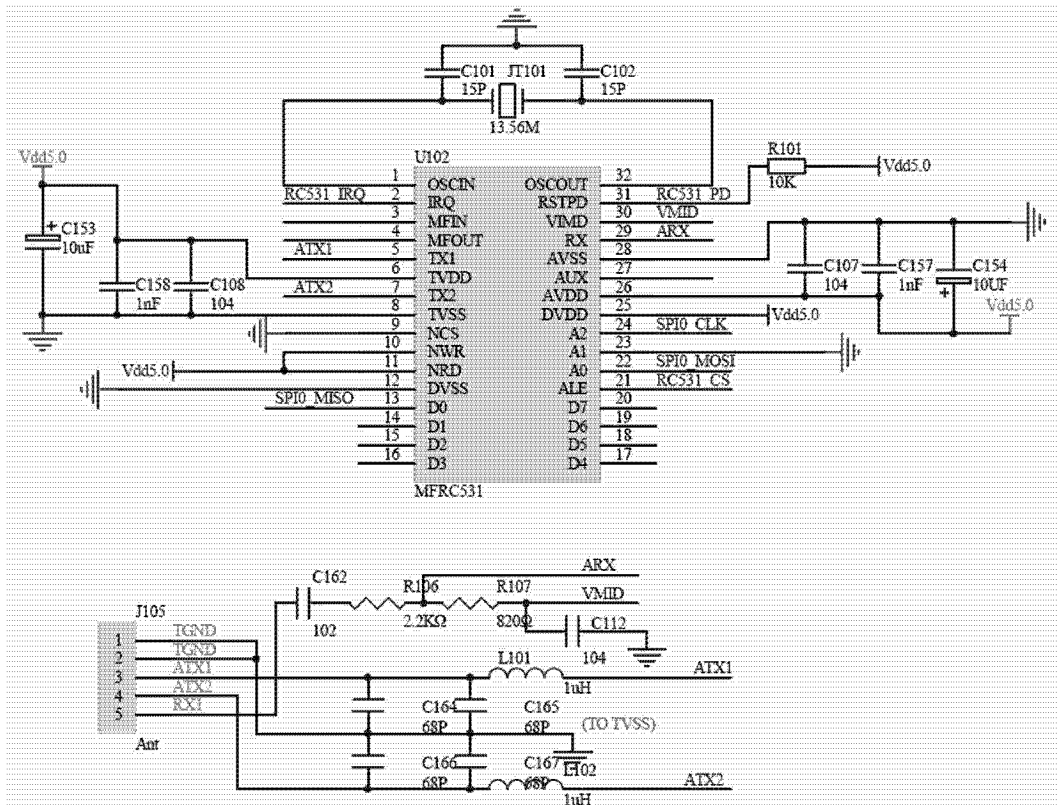 C101
15P
JT101
C102
15P
13.56M
Vdd5.0
C153
10uF
C158
1nF
C108
104
U102
R101
10K
Vdd5.0
RC531_IRQ
ATX1
ATX2
Vdd5.0
SPI0_MISO
1 OSCIN OSCOUT 32
2 IRQ RSTPD 31
3 MFIN VIMD 30
4 MFOUT RX 29
5 TX1 AVSS 28
6 TVDD AUX 27
7 TX2 AVDD 26
8 TVSS DVDD 25
9 NCS A2 24
10 NWR A1 23
11 NRD A0 22
12 DVSS ALE 21
13 D0 D7 20
14 D1 D6 19
15 D2 D5 18
16 D3 D4 17
MFRC531
RC531_PD
VMID
ARX
C107
104
C157
1nF
C154
10UF
Vdd5.0
Vdd5.0
SPI0_CLK
SPI0_MOSI
RC531_CS
C162
102
R106
2.2KΩ
R107
820Ω
ARX
VMID
C112
104
J105
1 TGND
2 TGND
3 ATX1
4 ATX2
5 RX1
Ant
L101
1uH
ATX1
C164
68P
C165
68P
(TO TVSS)
C166
68P
C167
68P
L102
1uH
ATX2